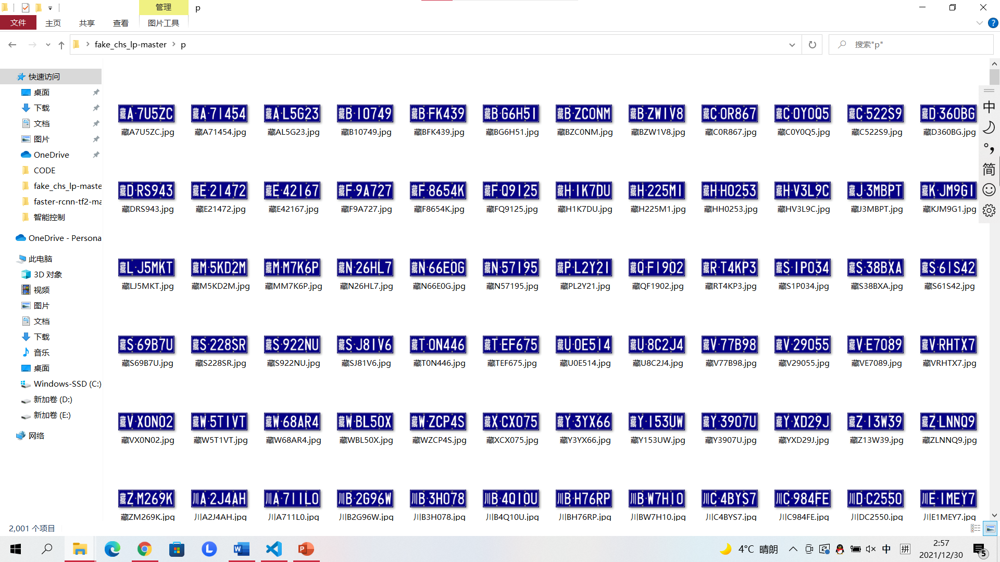 管理
p
文件
主页
共享
查看
图片工具
fake_chs_lp-master
p
搜索"p"
快速访问
桌面
下载
文档
图片
OneDrive
CODE
fake_chs_lp-maste
faster-rcnn-tf2-ma
智能控制
OneDrive - Persona
此电脑
3D 对象
视频
图片
文档
下载
音乐
桌面
Windows-SSD (C:)
新加卷 (D:)
新加卷 (E:)
网络
藏A·7U5ZC 藏A·71454 藏A·L5G23 藏B·10749 藏B·FK439 藏B·G6H51 藏B·ZC0NM 藏B·ZW1V8 藏C·0R867 藏C·0Y0Q5 藏C·522S9 藏D·360BG
藏A7U5ZC.jpg 藏A71454.jpg 藏AL5G23.jpg 藏B10749.jpg 藏BFK439.jpg 藏BG6H51.jpg 藏BZC0NM.jpg 藏BZW1V8.jpg 藏C0R867.jpg 藏C0Y0Q5.jpg 藏C522S9.jpg 藏D360BG.jpg
藏D·RS943 藏E·21472 藏E·42167 藏F·9A727 藏F·8654K 藏F·Q9125 藏H·1K7DU 藏H·225M1 藏H·H0253 藏H·V3L9C 藏J·3MBPT 藏K·JM9G1
藏DRS943.jpg 藏E21472.jpg 藏E42167.jpg 藏F9A727.jpg 藏F8654K.jpg 藏FQ9125.jpg 藏H1K7DU.jpg 藏H225M1.jpg 藏HH0253.jpg 藏HV3L9C.jpg 藏J3MBPT.jpg 藏KJM9G1.jpg
藏L·J5MKT 藏M·5KD2M 藏M·M7K6P 藏N·26HL7 藏N·66E0G 藏N·57195 藏P·L2Y21 藏Q·F1902 藏R·T4KP3 藏S·1P034 藏S·38BXA 藏S·61S42
藏LJ5MKT.jpg 藏M5KD2M.jpg 藏MM7K6P.jpg 藏N26HL7.jpg 藏N66E0G.jpg 藏N57195.jpg 藏PL2Y21.jpg 藏QF1902.jpg 藏RT4KP3.jpg 藏S1P034.jpg 藏S38BXA.jpg 藏S61S42.jpg
藏S·69B7U 藏S·228SR 藏S·922NU 藏S·J81V6 藏T·0N446 藏T·EF675 藏U·0E514 藏U·8C2J4 藏V·77B98 藏V·29055 藏V·E7089 藏V·RHTX7
藏S69B7U.jpg 藏S228SR.jpg 藏S922NU.jpg 藏SJ81V6.jpg 藏T0N446.jpg 藏TEF675.jpg 藏U0E514.jpg 藏U8C2J4.jpg 藏V77B98.jpg 藏V29055.jpg 藏VE7089.jpg 藏VRHTX7.jpg
藏V·X0N02 藏W·5T1VT 藏W·68AR4 藏W·BL50X 藏W·ZCP4S 藏X·CX075 藏Y·3YX66 藏Y·153UW 藏Y·3907U 藏Y·XD29J 藏Z·13W39 藏Z·LNNQ9
藏VX0N02.jpg 藏W5T1VT.jpg 藏W68AR4.jpg 藏WBL50X.jpg 藏WZCP4S.jpg 藏XCX075.jpg 藏Y3YX66.jpg 藏Y153UW.jpg 藏Y3907U.jpg 藏YXD29J.jpg 藏Z13W39.jpg 藏ZLNNQ9.jpg
藏Z·M269K 川A·2J4AH 川A·711L0 川B·2G96W 川B·3H078 川B·4Q10U 川B·H76RP 川B·W7H10 川C·4BYS7 川C·984FE 川D·C2550 川E·1MEY7
藏ZM269K.jpg 川A2J4AH.jpg 川A711L0.jpg 川B2G96W.jpg 川B3H078.jpg 川B4Q10U.jpg 川BH76RP.jpg 川BW7H10.jpg 川C4BYS7.jpg 川C984FE.jpg 川DC2550.jpg 川E1MEY7.jpg
中
简
2,001 个项目
4°C 晴朗
中
拼
2:57
2021/12/30
5